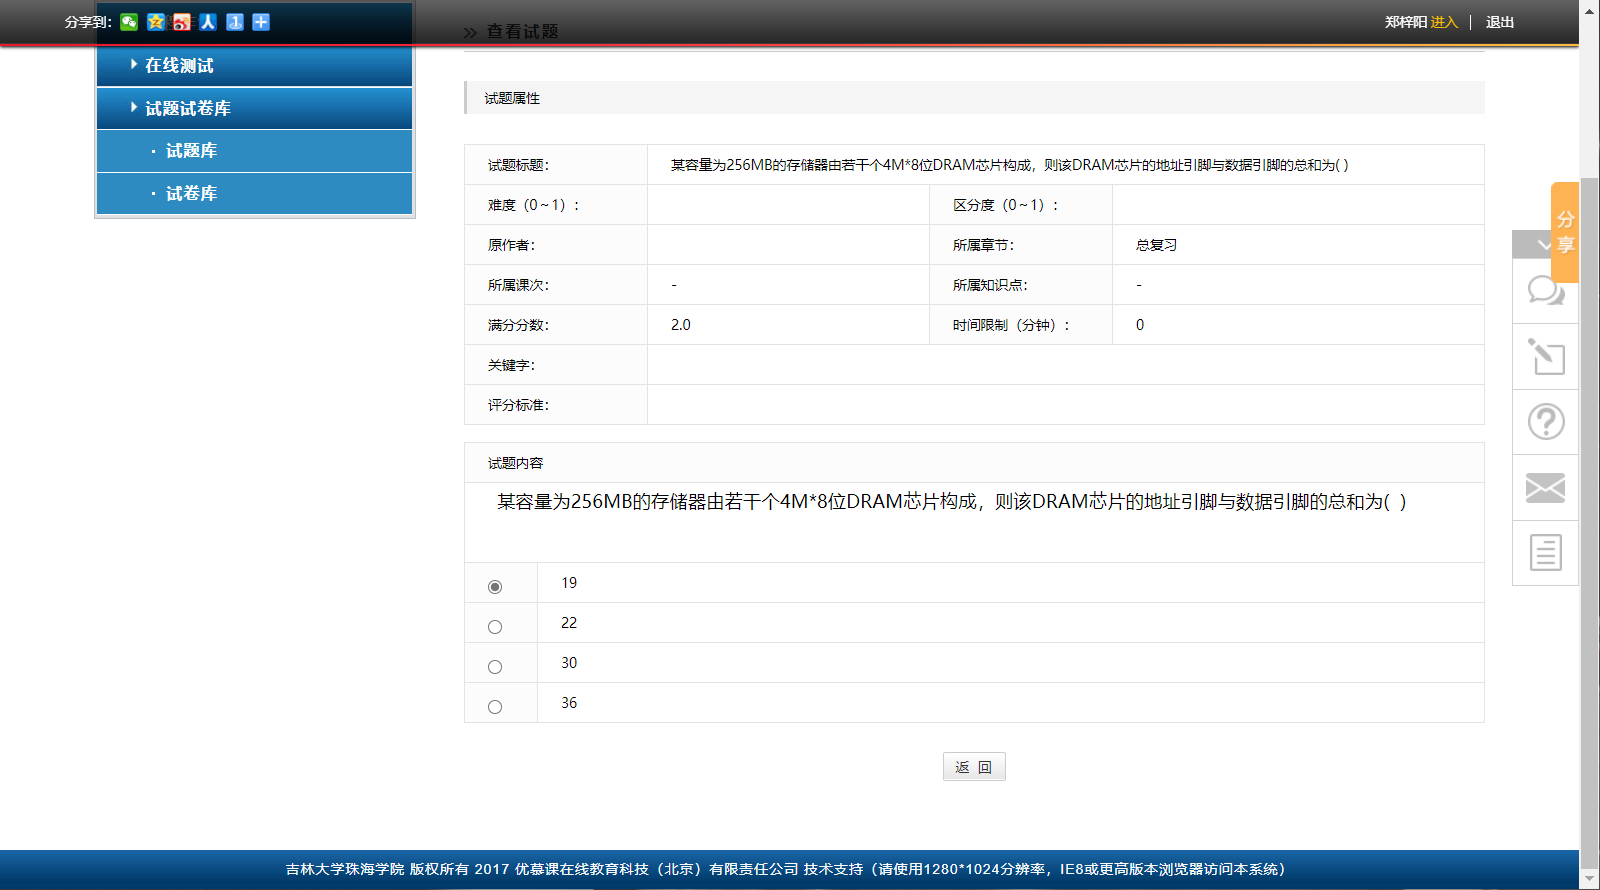 分享到：
郑梓阳 进入 | 退出
查看试题
在线测试
试题试卷库
· 试题库
· 试卷库
试题属性
试题标题： 某容量为256MB的存储器由若干个4M*8位DRAM芯片构成，则该DRAM芯片的地址引脚与数据引脚的总和为( )
难度（0～1）： 区分度（0～1）：
原作者： 所属章节： 总复习
所属课次： - 所属知识点： -
满分分数： 2.0 时间限制（分钟）： 0
关键字：
评分标准：
试题内容
某容量为256MB的存储器由若干个4M*8位DRAM芯片构成，则该DRAM芯片的地址引脚与数据引脚的总和为( )
19
22
30
36
返 回
分享
吉林大学珠海学院 版权所有 2017 优慕课在线教育科技（北京）有限责任公司 技术支持（请使用1280*1024分辨率，IE8或更高版本浏览器访问本系统）